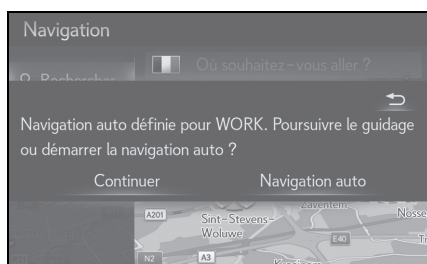 Navigation
Où souhaitez-vous aller ?
Rechercher
Navigation auto définie pour WORK. Poursuivre le guidage
ou démarrer la navigation auto ?
Continuer
Navigation auto
A201
Sint-Stevens-
Woluwe
Zaventem
Nosse
E40
N2
A3